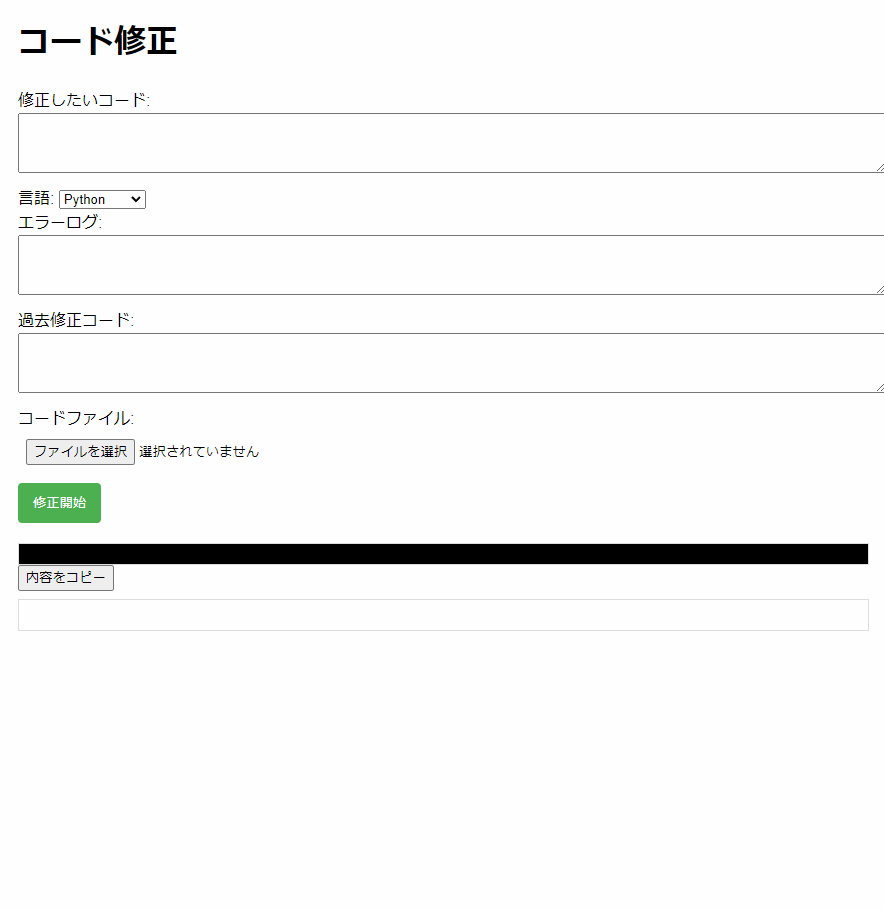 コード修正
修正したいコード:
言語: Python
エラーログ:
過去修正コード:
コードファイル:
ファイルを選択 選択されていません
修正開始
内容をコピー